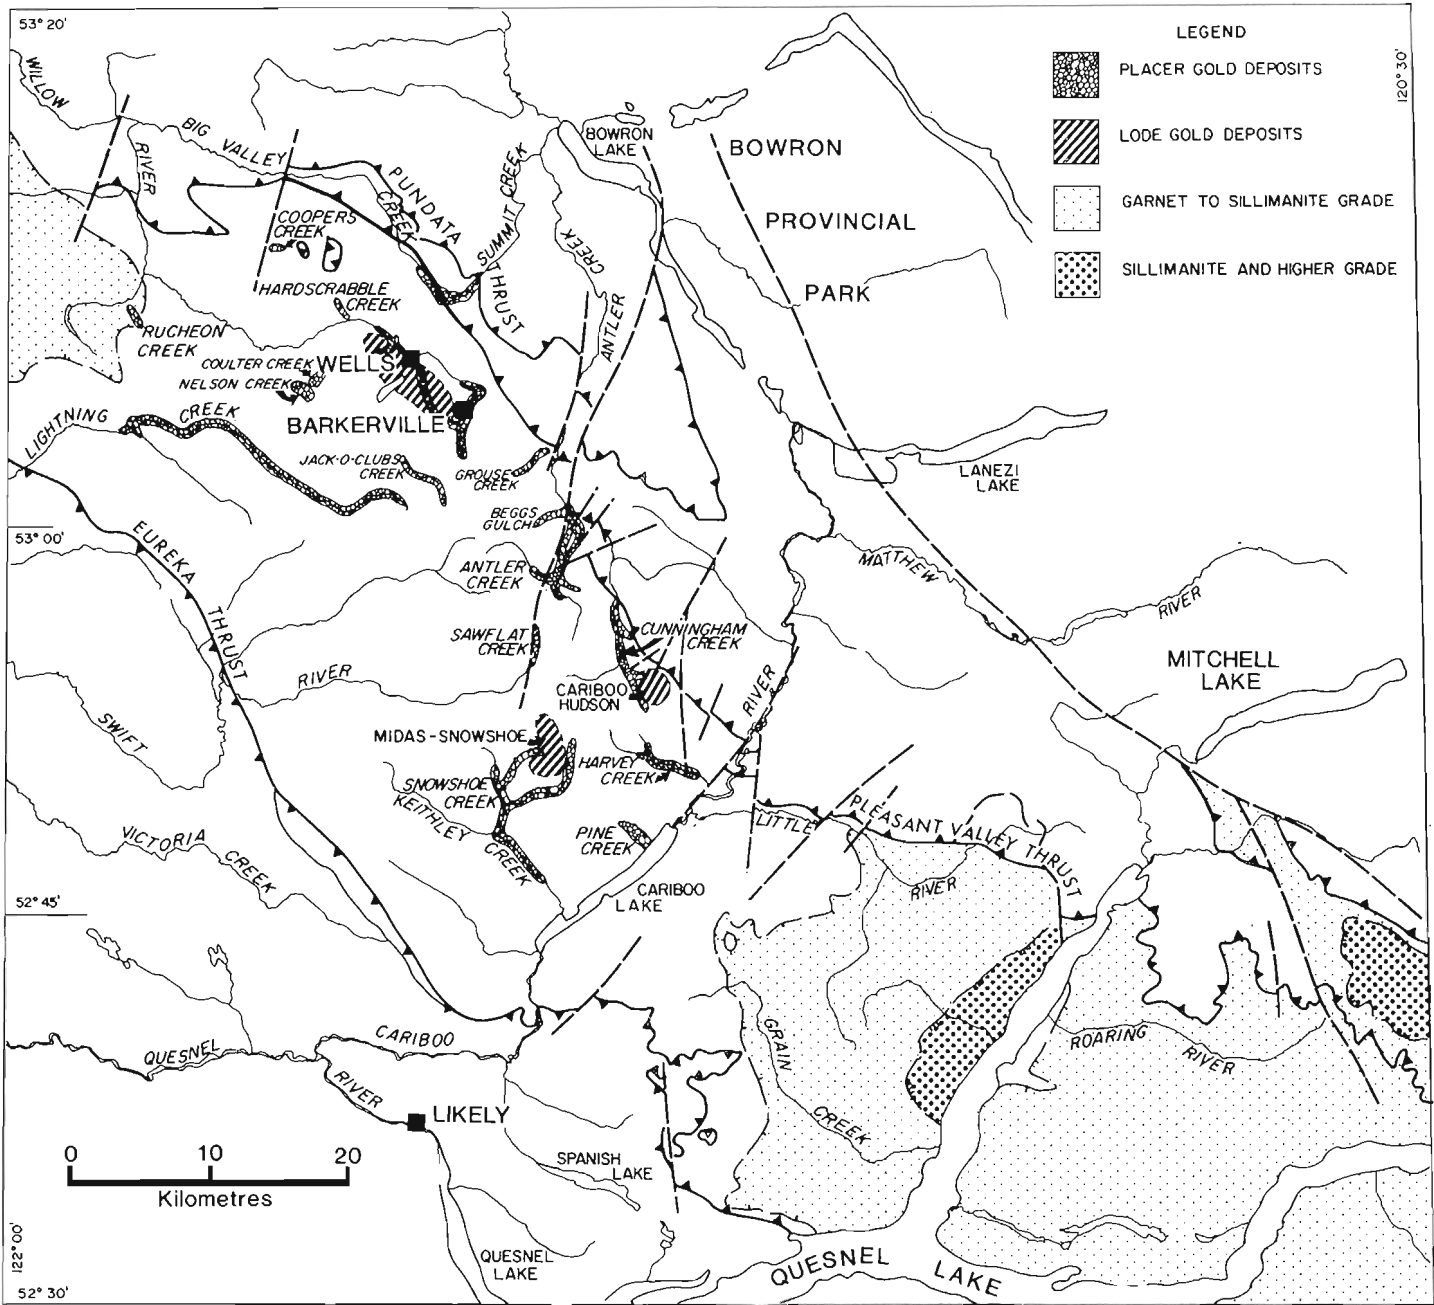 53° 20'
LEGEND
PLACER GOLD DEPOSITS
LODE GOLD DEPOSITS
GARNET TO SILLIMANITE GRADE
SILLIMANITE AND HIGHER GRADE
120° 30'
WILLOW
RIVER
BIG VALLEY
CREEK
PUNDATA
THRUST
SUMMIT CREEK
BOWRON
LAKE
BOWRON
PROVINCIAL
PARK
COOPERS
CREEK
CREEK
ANTLER
HARDSCRABBLE
CREEK
RUCHEON
CREEK
COULTER CREEK
WELLS
NELSON CREEK
BARKERVILLE
LIGHTNING
CREEK
JACK-O-CLUBS
CREEK
GROUSE
CREEK
LANEZI
LAKE
BEGGS
GULCH
53° 00'
EUREKA
THRUST
ANTLER
CREEK
MATTHEW
RIVER
SAWFLAT
CREEK
CUNNINGHAM
CREEK
MITCHELL
LAKE
RIVER
CARIBOO
HUDSON
RIVER
SWIFT
MIDAS-SNOWSHOE
HARVEY
CREEK
SNOWSHOE
CREEK
KEITHLEY
CREEK
PINE
CREEK
LITTLE
PLEASANT VALLEY THRUST
RIVER
VICTORIA
CREEK
CARIBOO
LAKE
52° 45'
GRAIN
CREEK
ROARING
RIVER
QUESNEL
CARIBOO
RIVER
LIKELY
0 10 20
Kilometres
SPANISH
LAKE
QUESNEL
LAKE
QUESNEL LAKE
122° 00'
52° 30'